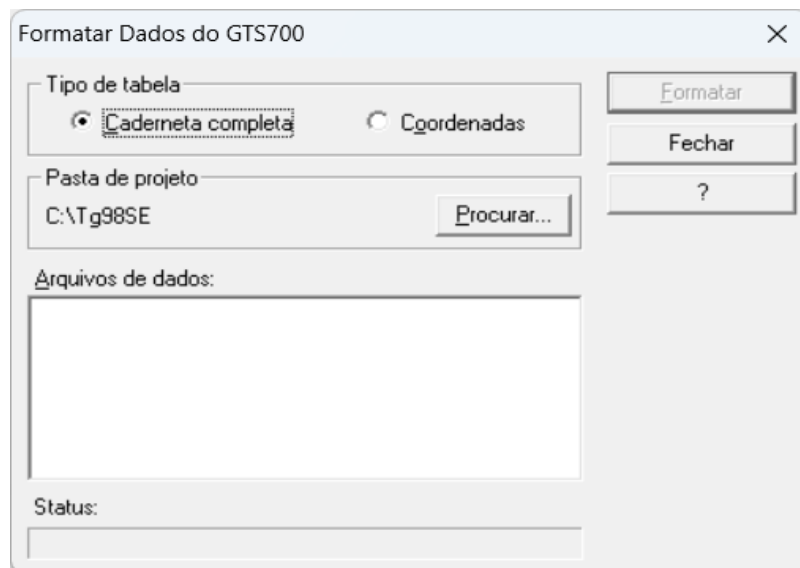 Formatar Dados do GTS700
Tipo de tabela
Caderneta completa
Coordenadas
Formatar
Fechar
?
Pasta de projeto
C:\Tg98SE
Procurar...
Arquivos de dados:
Status: